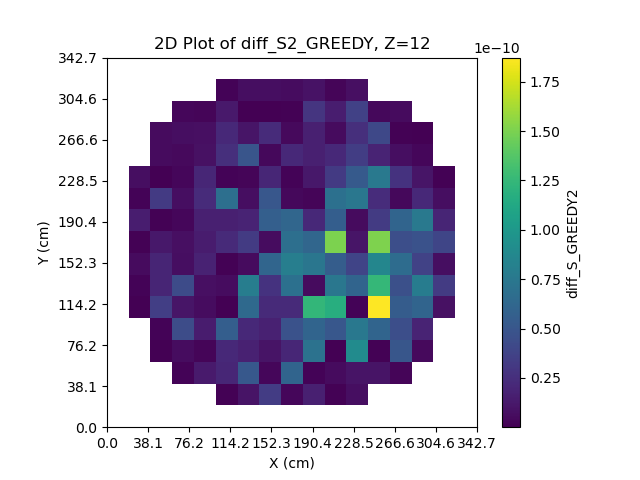 2D Plot of diff_S2_GREEDY, Z=12
1e−10
342.7
304.6
266.6
228.5
190.4
152.3
114.2
76.2
38.1
0.0
Y (cm)
0.0 38.1 76.2 114.2 152.3 190.4 228.5 266.6 304.6 342.7
X (cm)
1.75
1.50
1.25
1.00
0.75
0.50
0.25
diff_S_GREEDY2